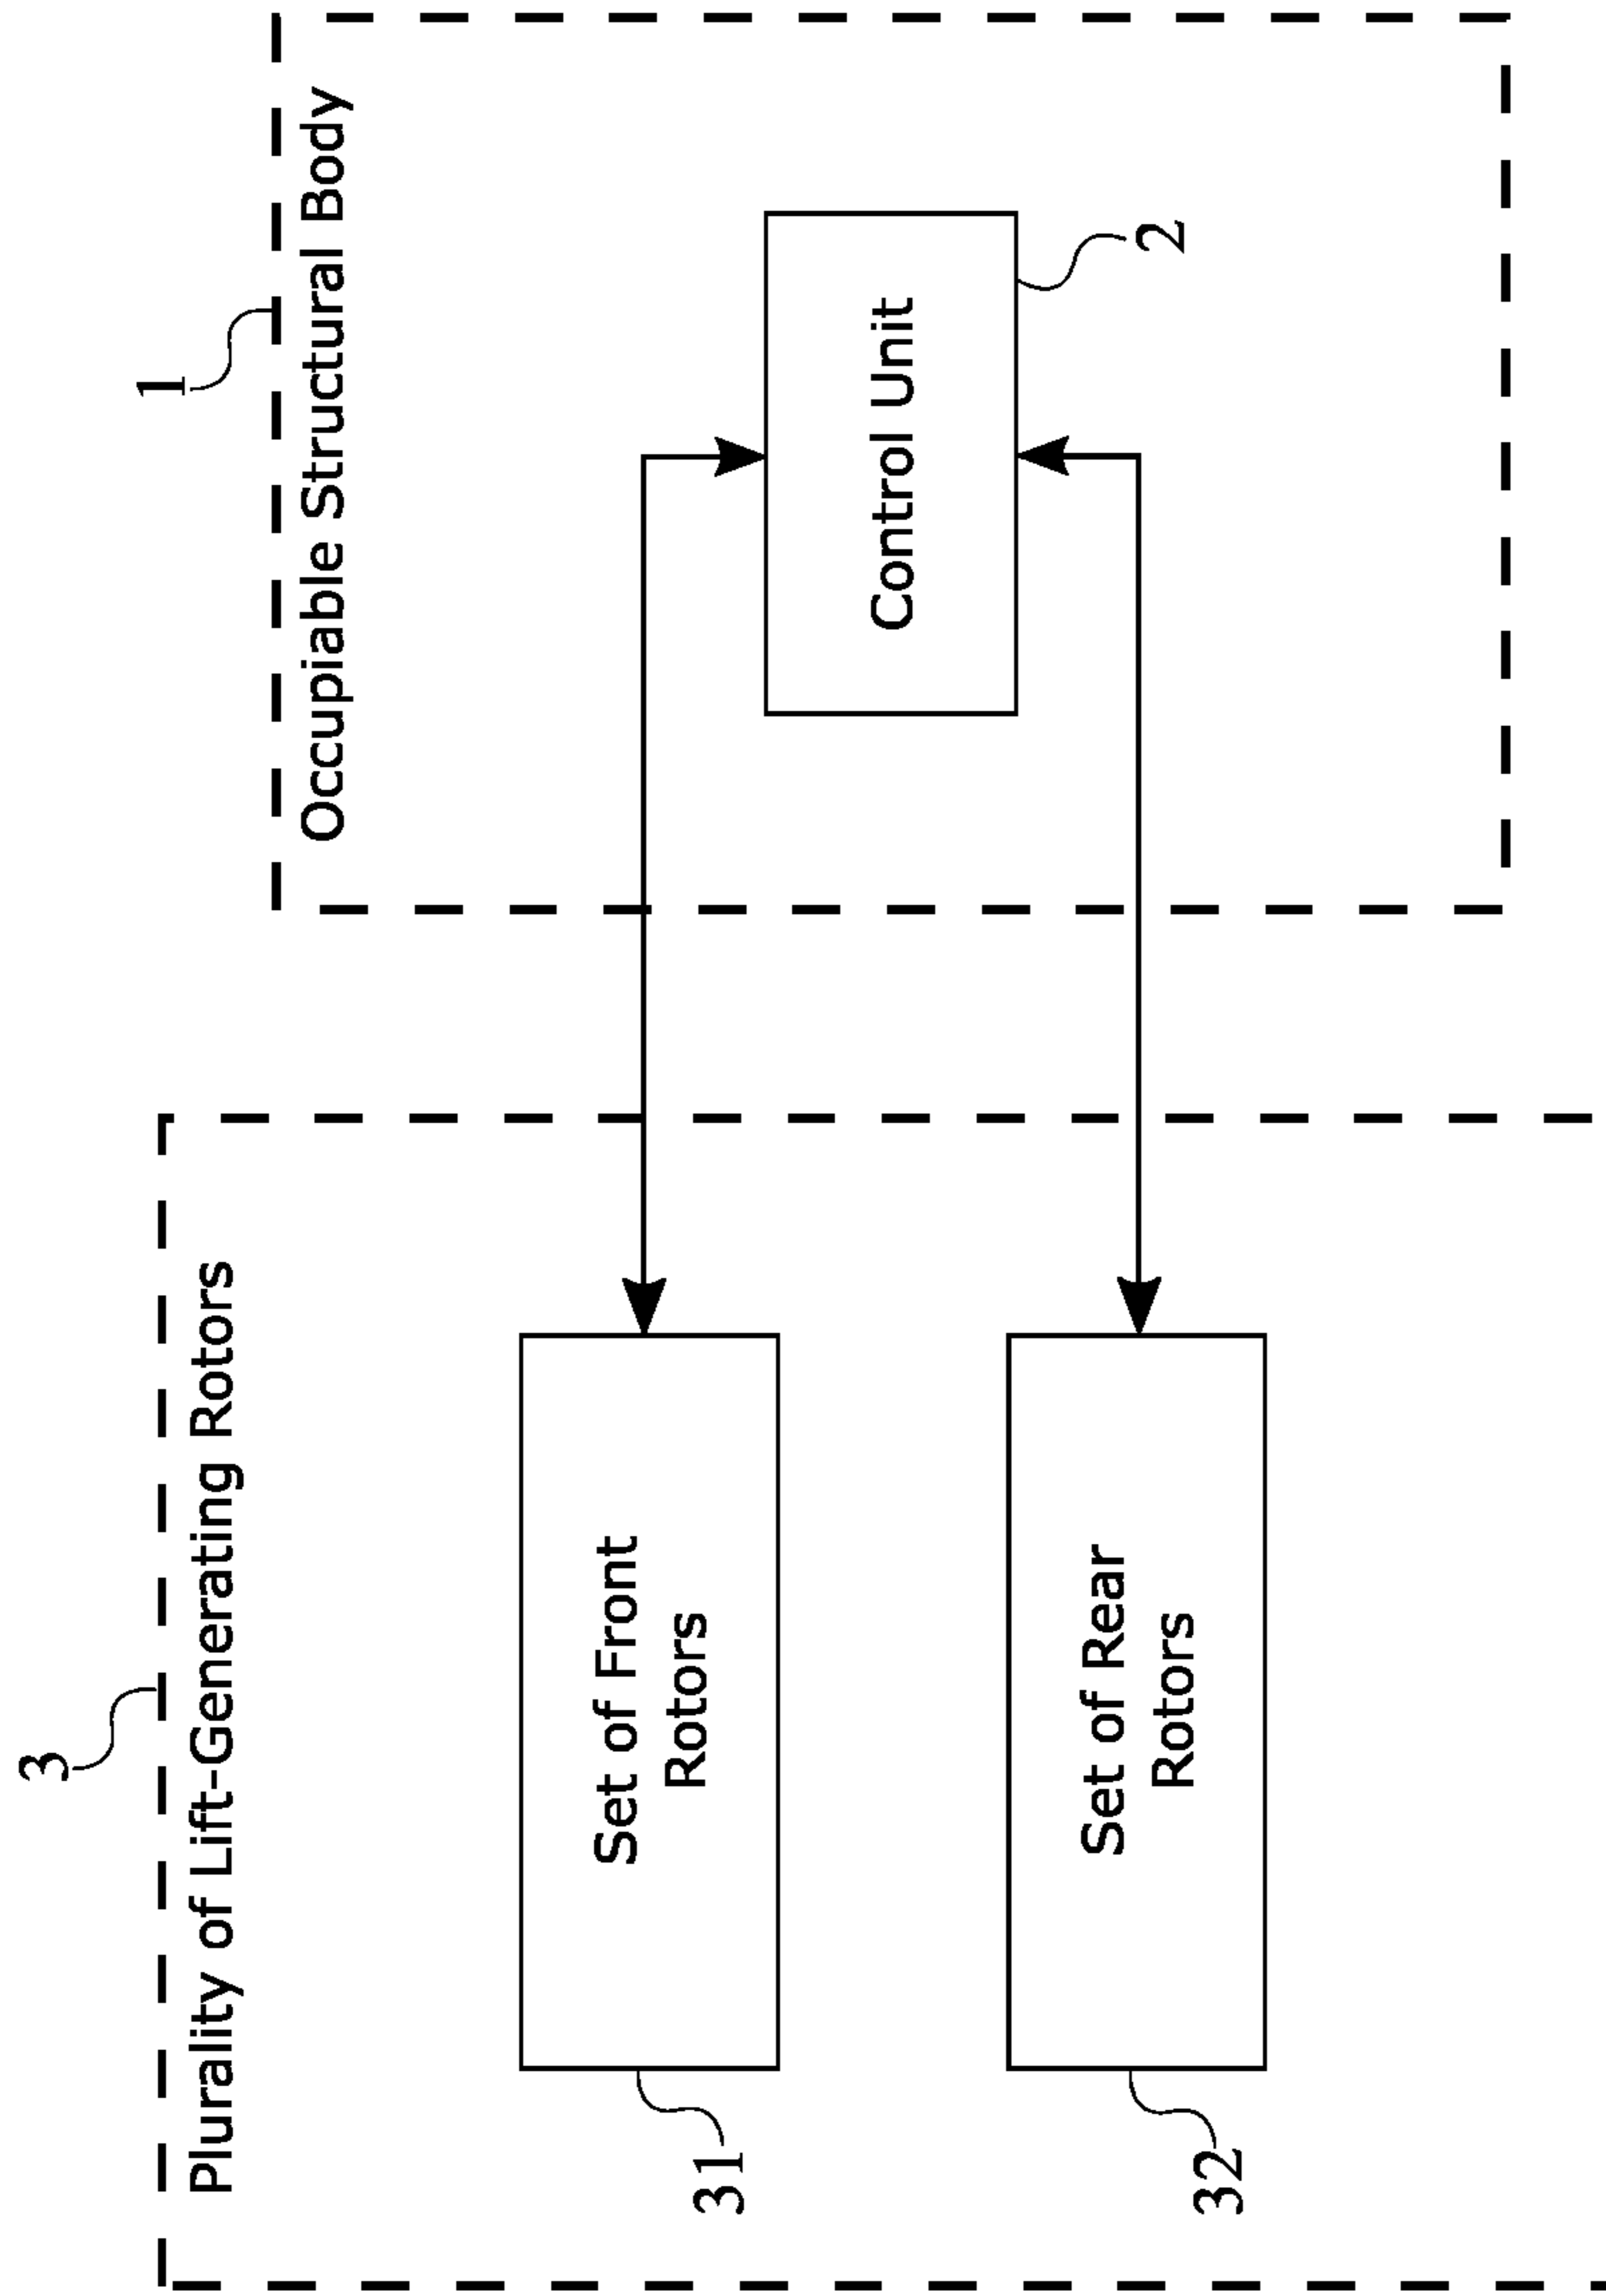 3
Plurality of Lift-Generating Rotors
1
Occupiable Structural Body
Set of Front
Rotors
31
Control Unit
2
Set of Rear
Rotors
32